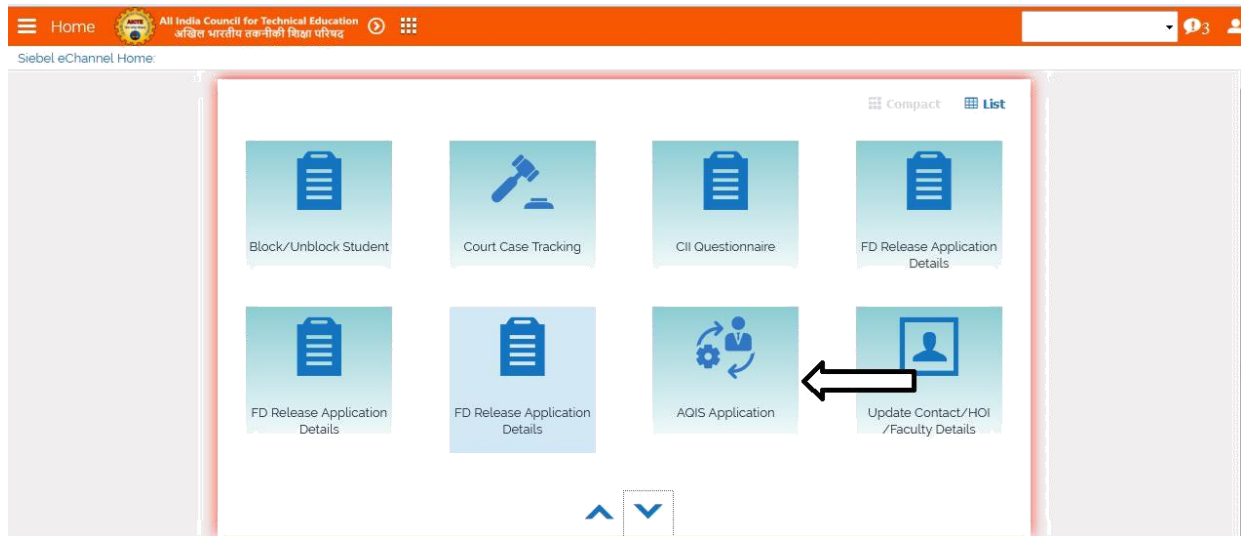 Home
All India Council for Technical Education
अखिल भारतीय तकनीकी शिक्षा परिषद
3
Siebel eChannel Home:
Compact List
Block/Unblock Student
Court Case Tracking
CII Questionnaire
FD Release Application
Details
FD Release Application
Details
FD Release Application
Details
AQIS Application
Update Contact/HOI
/Faculty Details